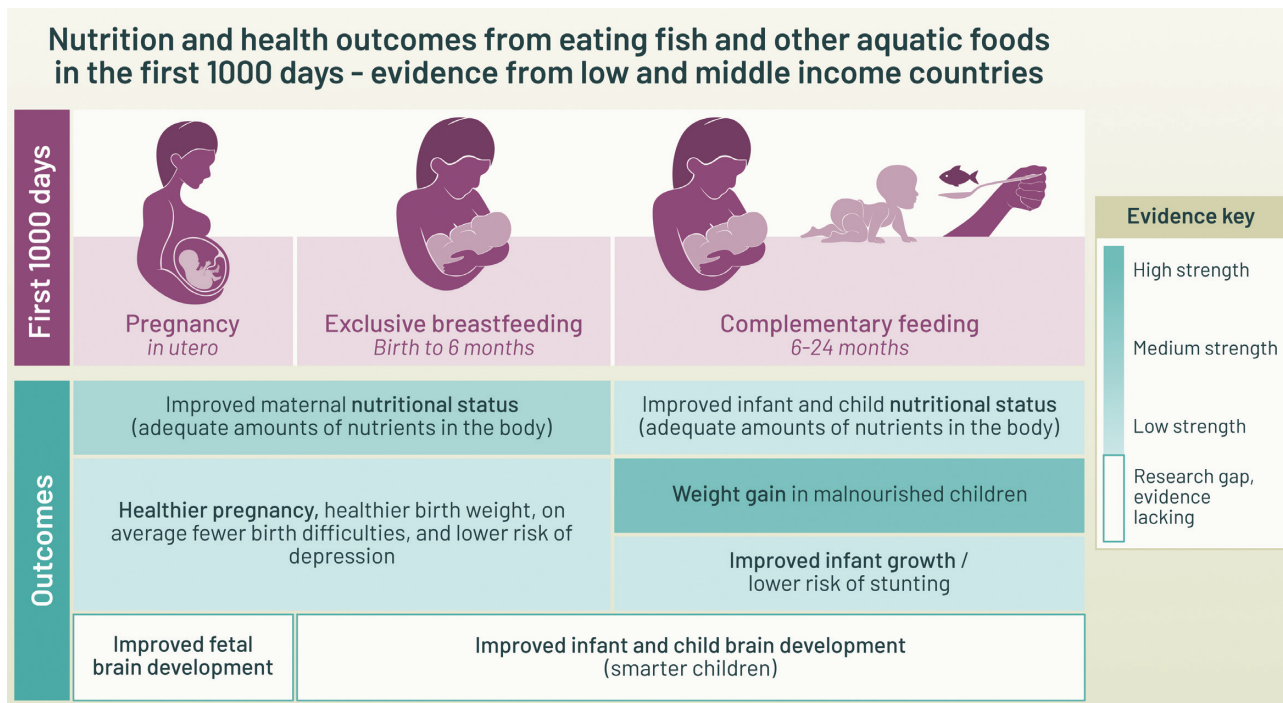 Nutrition and health outcomes from eating fish and other aquatic foods
in the first 1000 days - evidence from low and middle income countries
First 1000 days
Pregnancy
in utero
Exclusive breastfeeding
Birth to 6 months
Complementary feeding
6-24 months
Evidence key
High strength
Medium strength
Low strength
Research gap,
evidence
lacking
Outcomes
Improved maternal nutritional status
(adequate amounts of nutrients in the body)
Improved infant and child nutritional status
(adequate amounts of nutrients in the body)
Healthier pregnancy, healthier birth weight, on
average fewer birth difficulties, and lower risk of
depression
Weight gain in malnourished children
Improved infant growth /
lower risk of stunting
Improved fetal
brain development
Improved infant and child brain development
(smarter children)